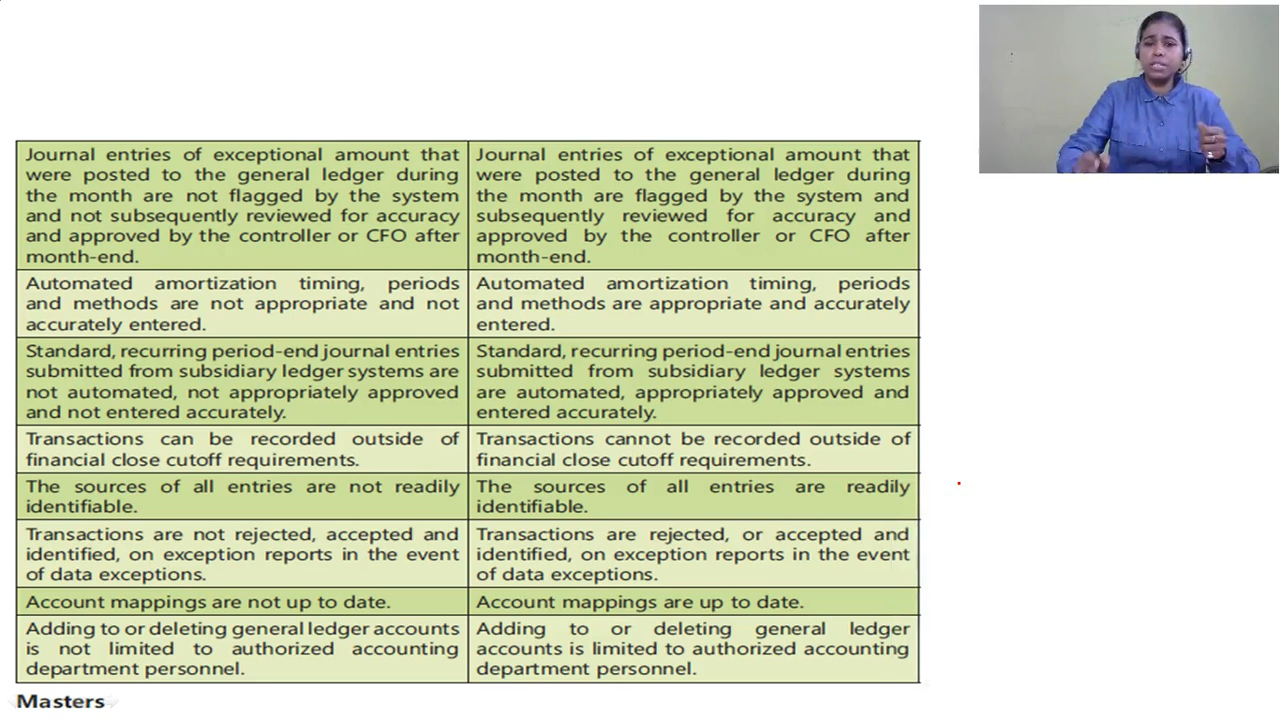 Journal entries of exceptional amount that
were posted to the general ledger during
the month are not flagged by the system
and not subsequently reviewed for accuracy
and approved by the controller or CFO after
month-end.
Journal entries of exceptional amount that
were posted to the general ledger during
the month are flagged by the system and
subsequently reviewed for accuracy and
approved by the controller or CFO after
month-end.
Automated amortization timing, periods
and methods are not appropriate and not
accurately entered.
Automated amortization timing, periods
and methods are appropriate and accurately
entered.
Standard, recurring period-end journal entries
submitted from subsidiary ledger systems are
not automated, not appropriately approved
and not entered accurately.
Standard, recurring period-end journal entries
submitted from subsidiary ledger systems
are automated, appropriately approved and
entered accurately.
Transactions can be recorded outside of
financial close cutoff requirements.
Transactions cannot be recorded outside of
financial close cutoff requirements.
The sources of all entries are not readily
identifiable.
The sources of all entries are readily
identifiable.
Transactions are not rejected, accepted and
identified, on exception reports in the event
of data exceptions.
Transactions are rejected, or accepted and
identified, on exception reports in the event
of data exceptions.
Account mappings are not up to date.
Account mappings are up to date.
Adding to or deleting general ledger accounts
is not limited to authorized accounting
department personnel.
Adding to or deleting general ledger
accounts is limited to authorized accounting
department personnel.
Masters